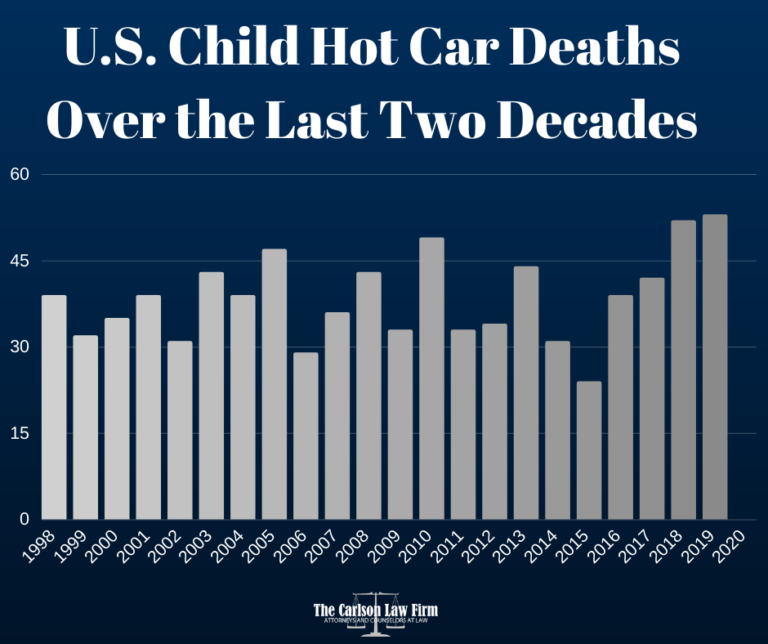 U.S. Child Hot Car Deaths
Over the Last Two Decades
60
45
30
15
0
1998 1999 2000 2001 2002 2003 2004 2005 2006 2007 2008 2009 2010 2011 2012 2013 2014 2015 2016 2017 2018 2019 2020
The Carlson Law Firm
ATTORNEYS AND COUNSELORS AT LAW